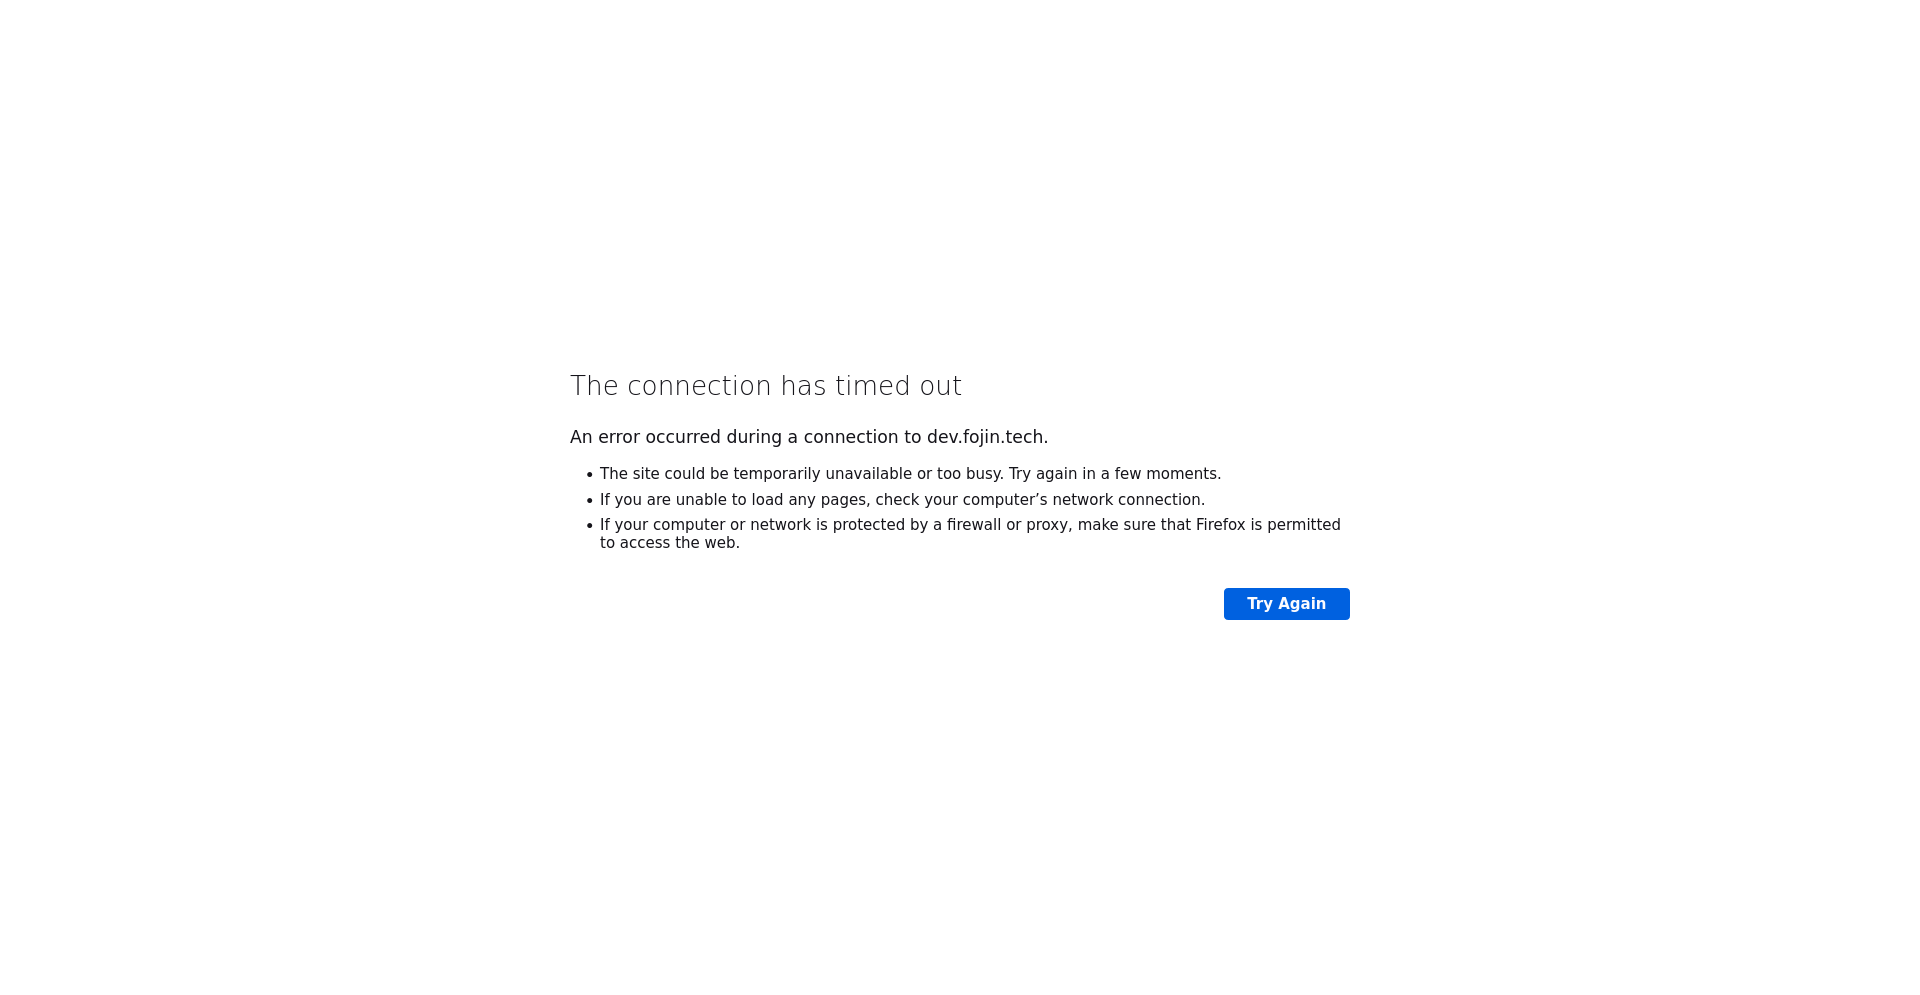 The connection has timed out
An error occurred during a connection to dev.fojin.tech.
• The site could be temporarily unavailable or too busy. Try again in a few moments.
• If you are unable to load any pages, check your computer’s network connection.
• If your computer or network is protected by a firewall or proxy, make sure that Firefox is permitted
to access the web.
Try Again